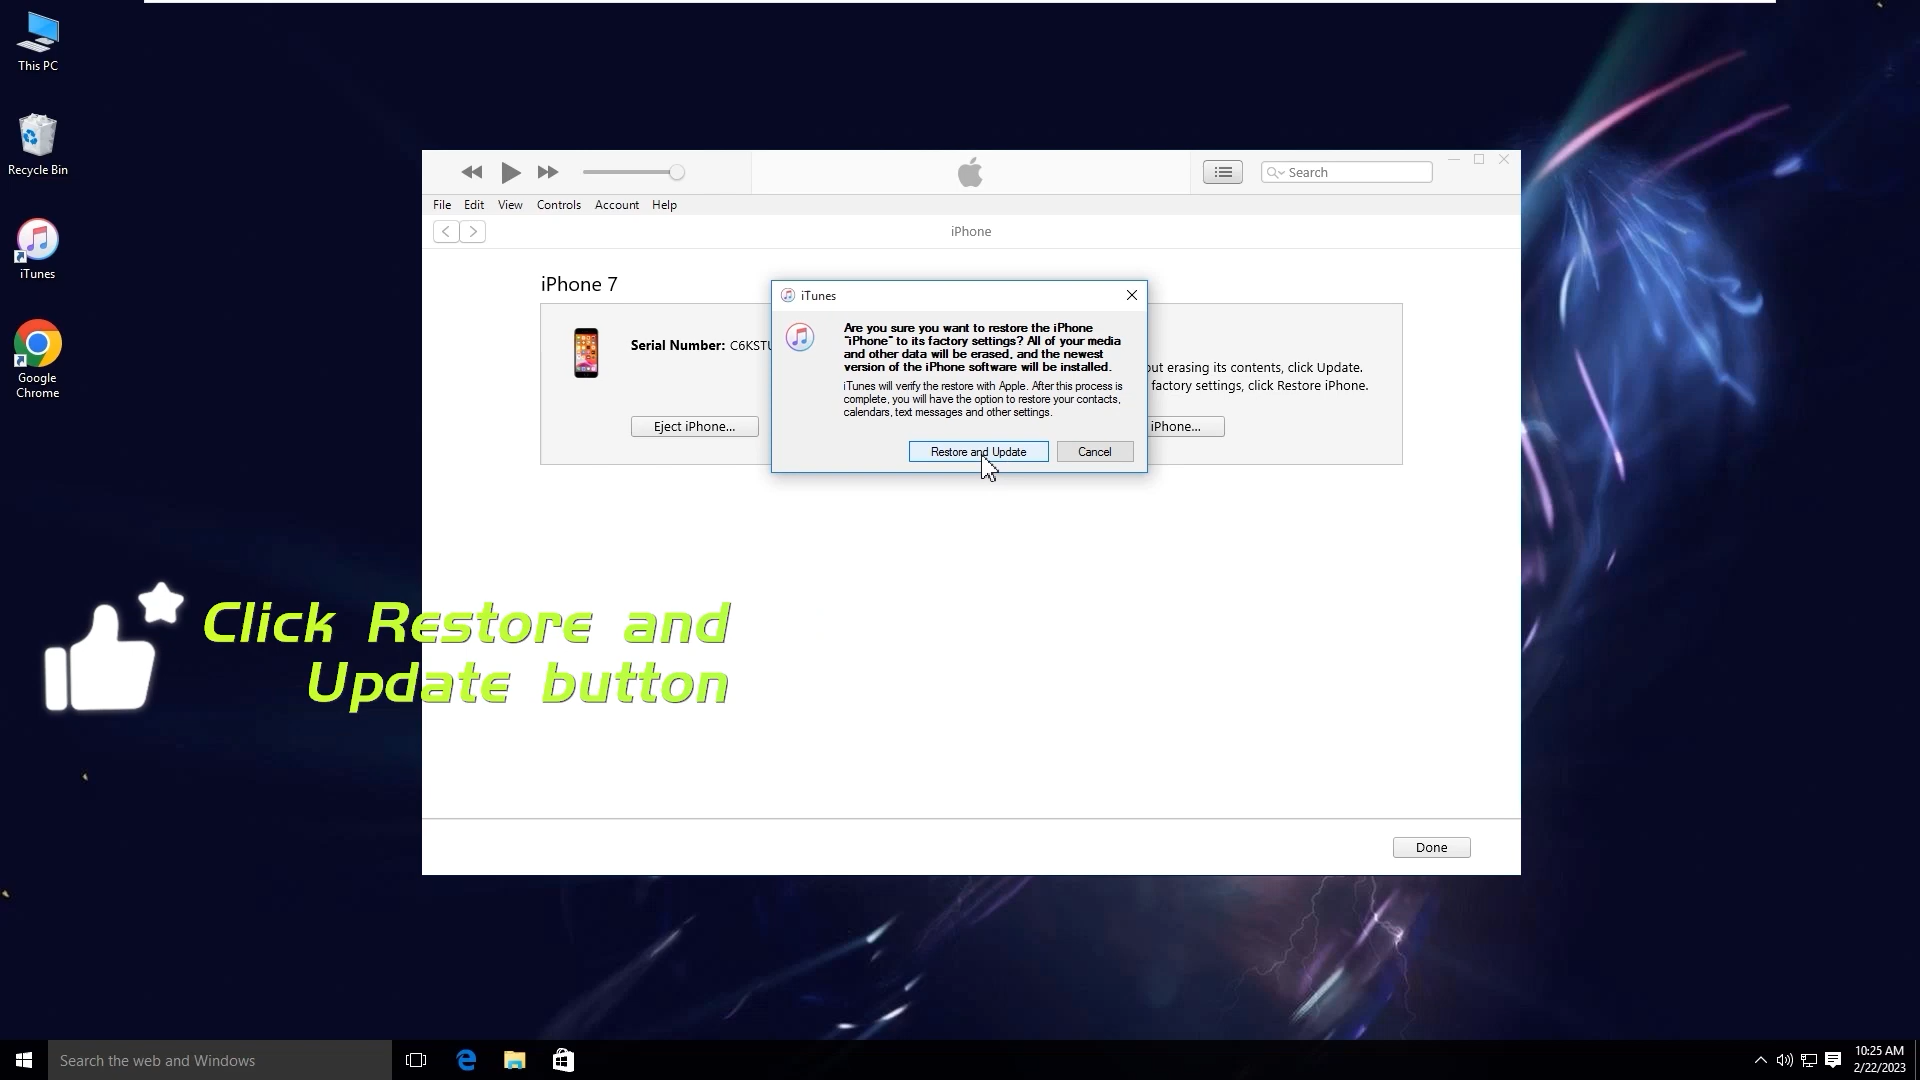 This PC
Recycle Bin
iTunes
Google
Chrome
Search
File Edit View Controls Account Help
iPhone
iPhone 7
Serial Number: C6KSTU
out erasing its contents, click Update.
factory settings, click Restore iPhone.
Eject iPhone...
iPhone...
iTunes
Are you sure you want to restore the iPhone
"iPhone" to its factory settings? All of your media
and other data will be erased, and the newest
version of the iPhone software will be installed.
iTunes will verify the restore with Apple. After this process is
complete, you will have the option to restore your contacts,
calendars, text messages and other settings.
Restore and Update
Cancel
Click Restore and
Update button
Done
Search the web and Windows
10:25 AM
2/22/2023